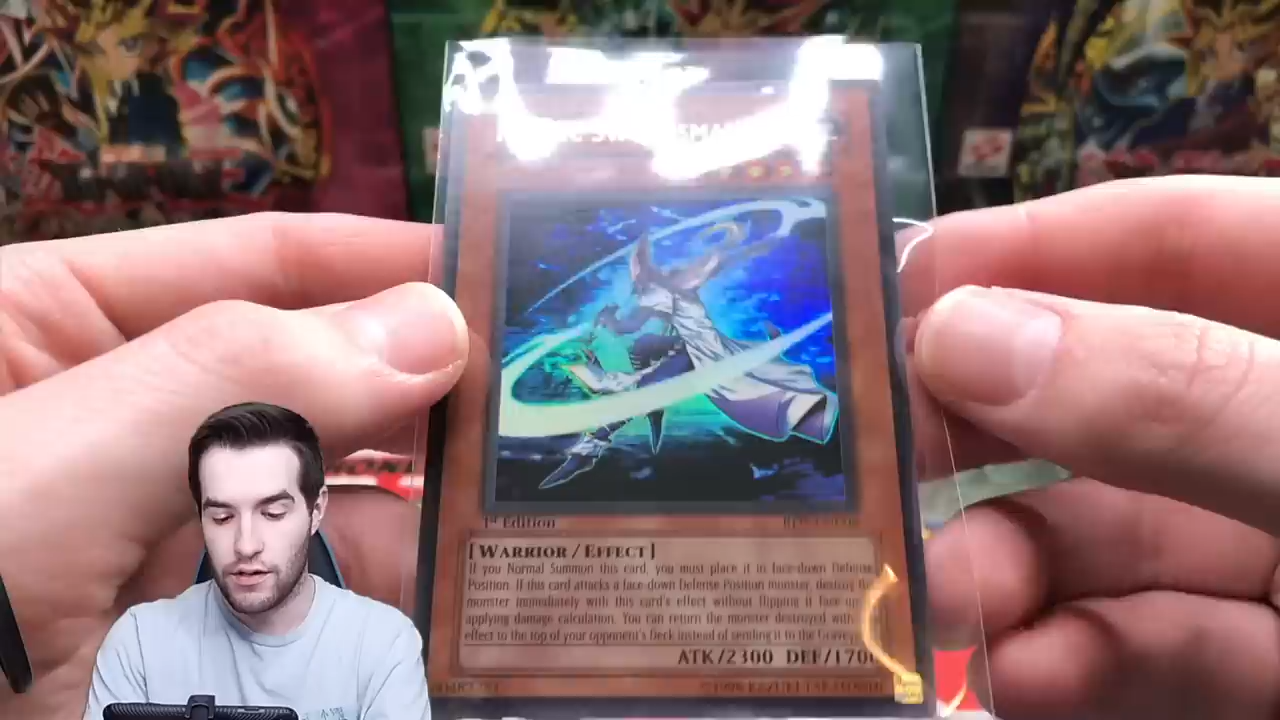 1st Edition
[WARRIOR / EFFECT]
If you Normal Summon this card, you must place it in face-down Defense
Position. If this card attacks a face-down Defense Position monster, destroy the
monster immediately with this card's effect without flipping it face up
applying damage calculation. You can return the monster destroyed with
effect to the top of your opponent's Deck instead of sending it to the Gravey
ATK/2300 DEF/1700